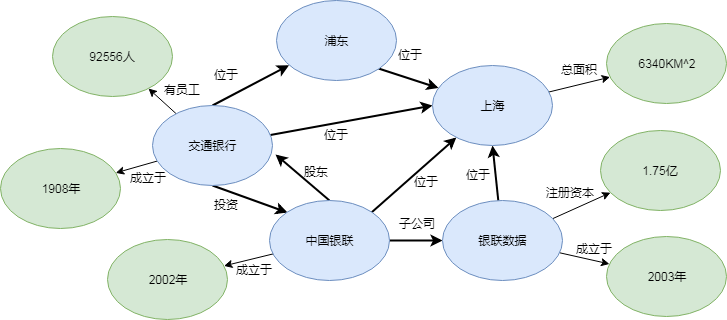 浦东
92556人
位于
位于
6340KM^2
总面积
有员工
上海
位于
交通银行
1908年
成立于
股东
位于
位于
1.75亿
注册资本
投资
子公司
中国银联
银联数据
成立于
成立于
2002年
2003年